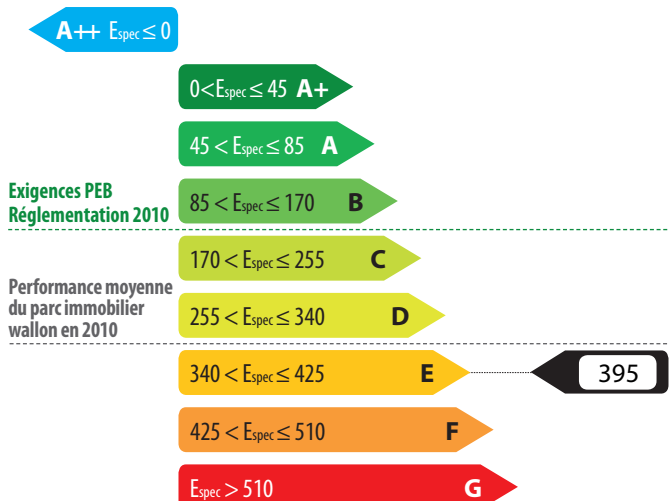 A++ Espec ≤ 0
0<Espec ≤ 45 A+
45 < Espec ≤ 85 A
Exigences PEB
Réglementation 2010
85 < Espec ≤ 170 B
170 < Espec ≤ 255 C
Performance moyenne
du parc immobilier
wallon en 2010
255 < Espec ≤ 340 D
340 < Espec ≤ 425 E 395
425 < Espec ≤ 510 F
Espec > 510 G